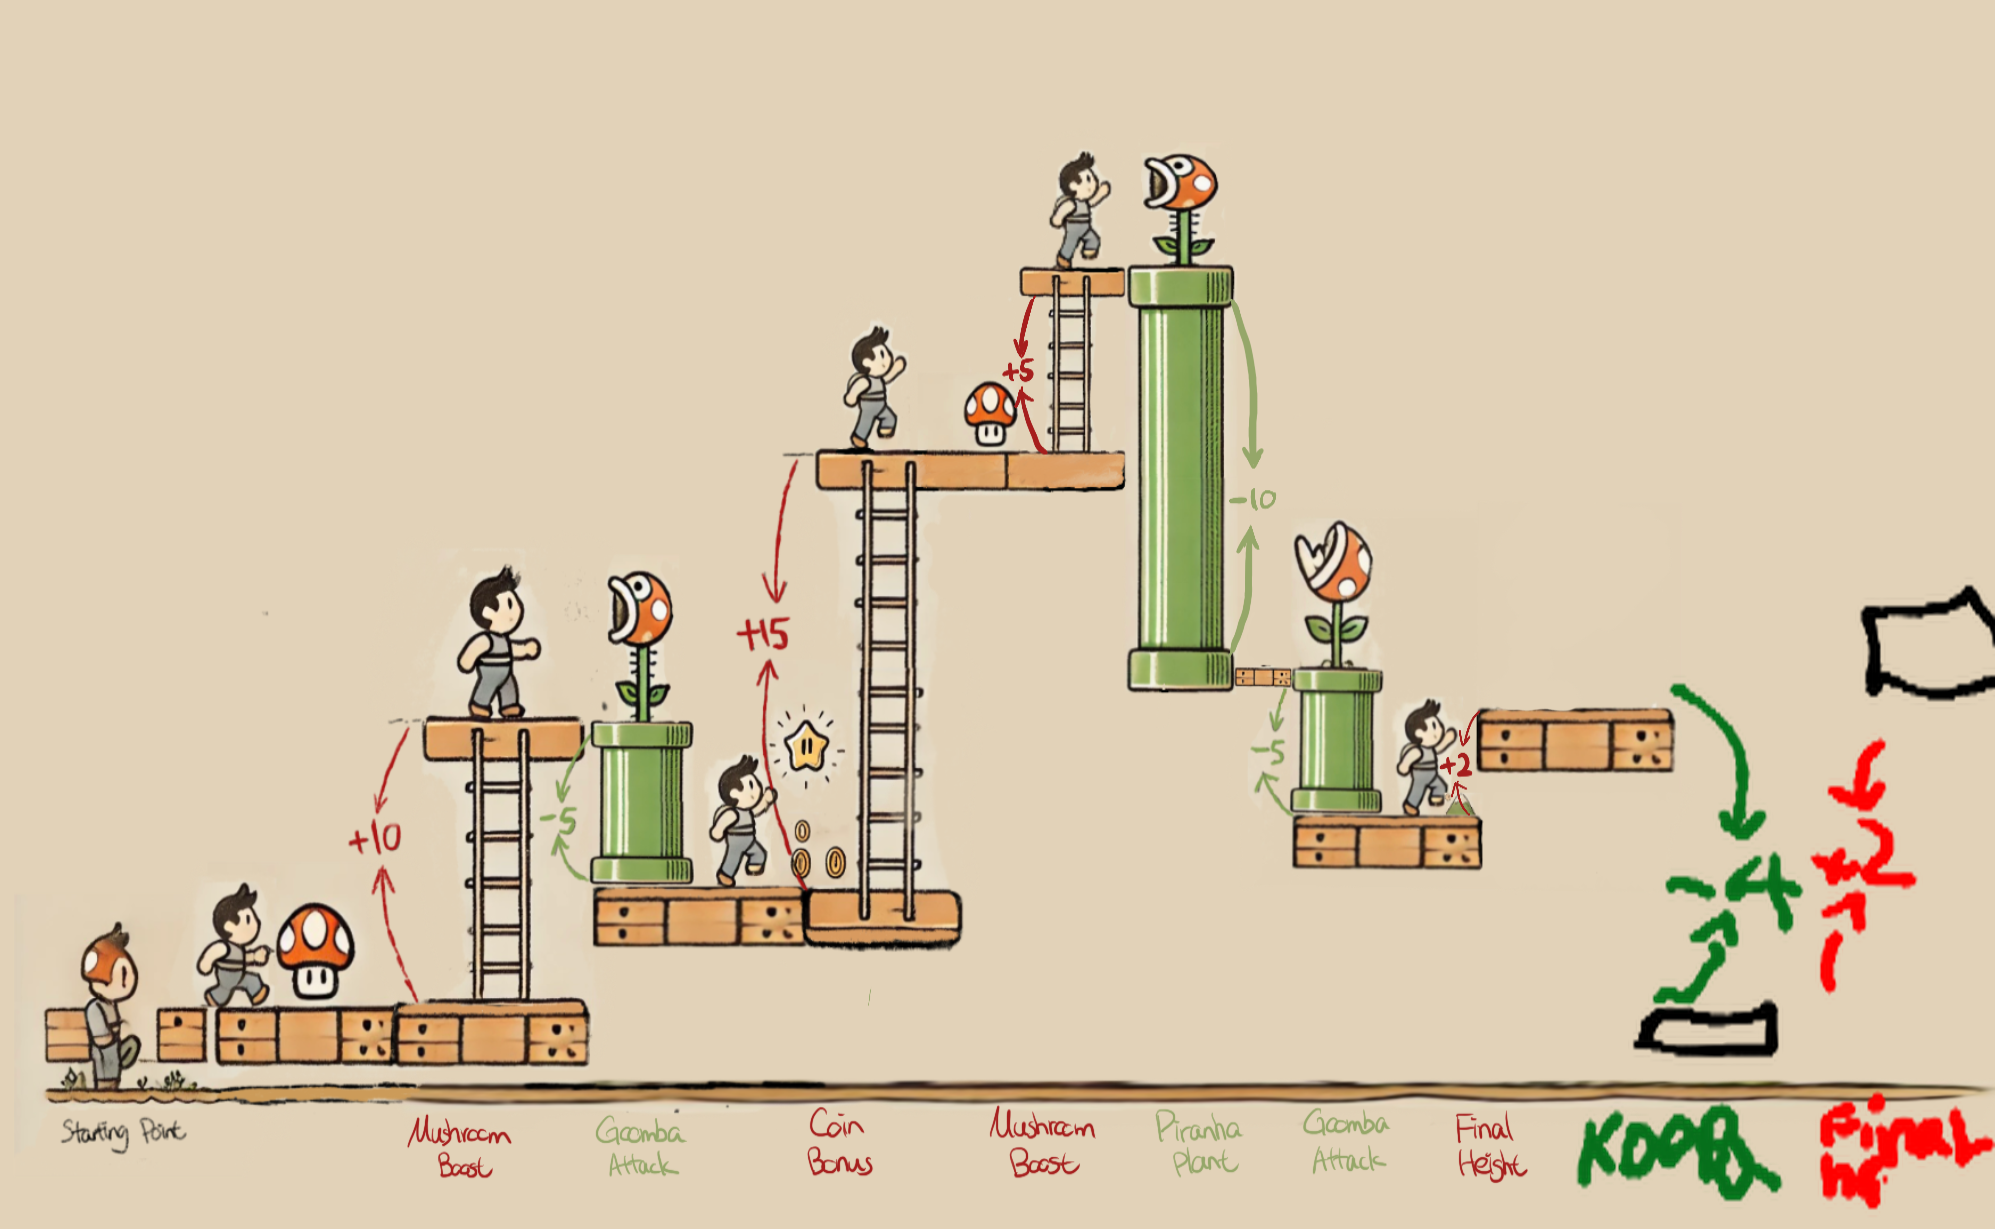 +5
-10
+15
-5
+2
+10
-5
-4
+2
Starting Point
Mushroom
Boost
Goomba
Attack
Coin
Bonus
Mushroom
Boost
Piranha
Plant
Goomba
Attack
Final
Height
Final